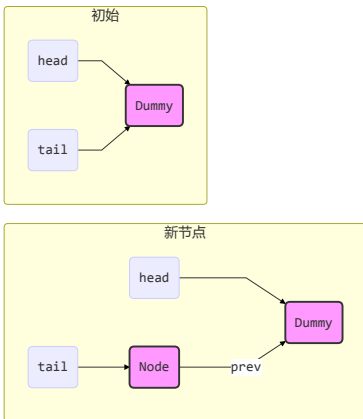 初始
head
Dummy
tail
新节点
head
Dummy
tail
Node
prev